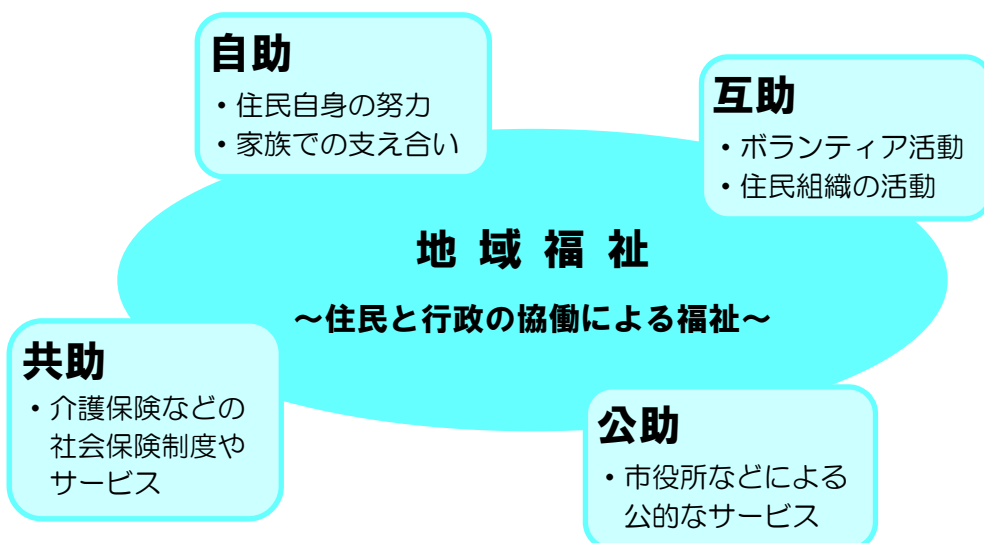 自助
・住民自身の努力
・家族での支え合い
互助
・ボランティア活動
・住民組織の活動
地域福祉
～住民と行政の協働による福祉～
共助
・介護保険などの
社会保険制度や
サービス
公助
・市役所などによる
公的なサービス